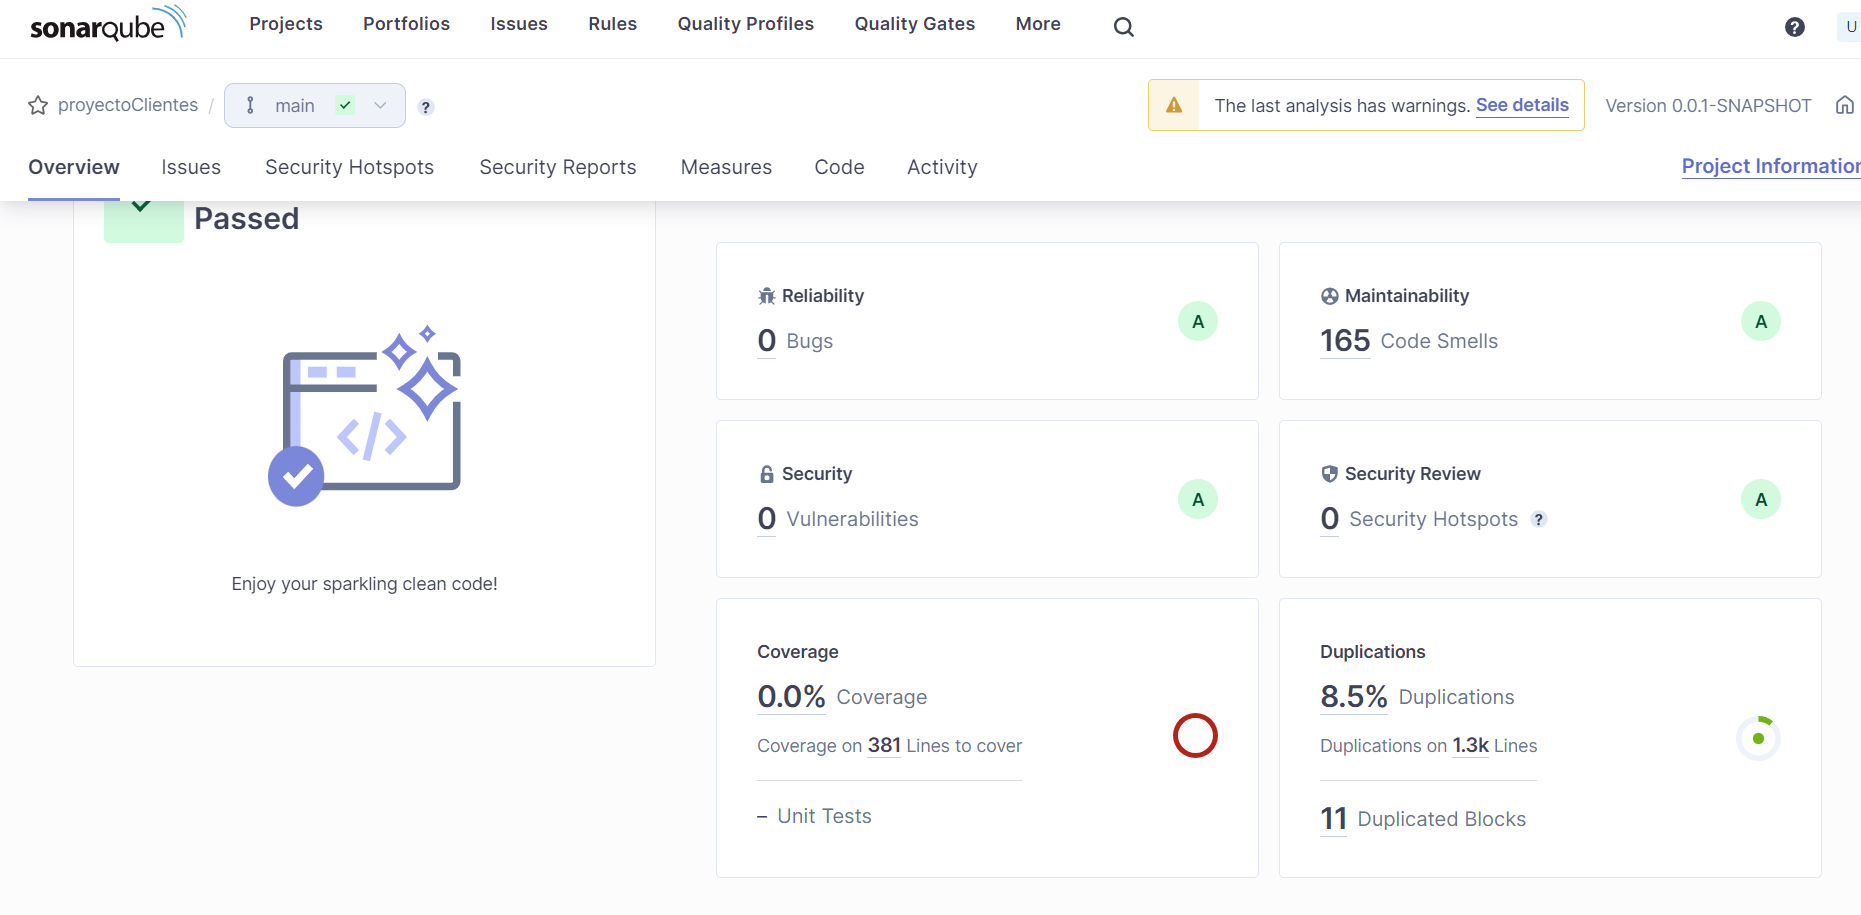 sonarqube
Projects Portfolios Issues Rules Quality Profiles Quality Gates More
? U
proyectoClientes / main ?
The last analysis has warnings. See details
Version 0.0.1-SNAPSHOT
Overview Issues Security Hotspots Security Reports Measures Code Activity
Project Information
Passed
Enjoy your sparkling clean code!
Reliability
0 Bugs
A
Maintainability
165 Code Smells
A
Security
0 Vulnerabilities
A
Security Review
0 Security Hotspots ?
A
Coverage
0.0% Coverage
Coverage on 381 Lines to cover
– Unit Tests
Duplications
8.5% Duplications
Duplications on 1.3k Lines
11 Duplicated Blocks